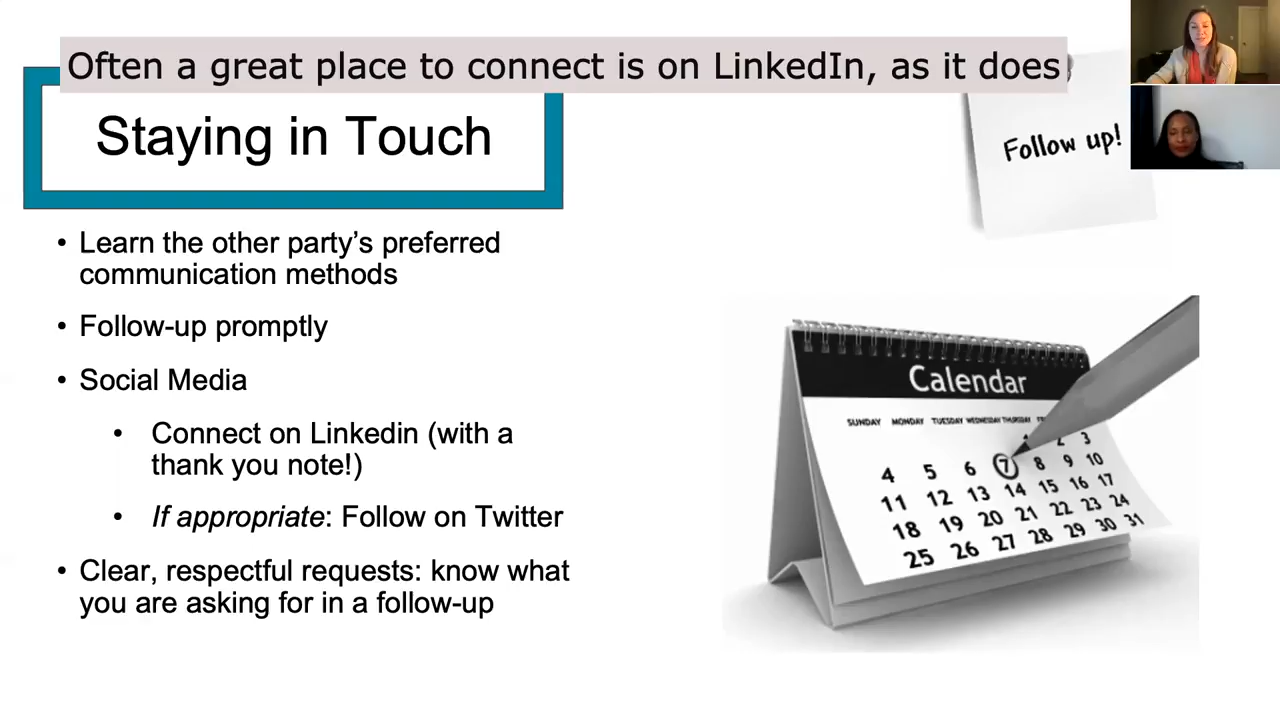 Often a great place to connect is on LinkedIn, as it does
Staying in Touch
Follow up!
• Learn the other party’s preferred
communication methods
• Follow-up promptly
• Social Media
• Connect on Linkedin (with a
thank you note!)
• If appropriate: Follow on Twitter
• Clear, respectful requests: know what
you are asking for in a follow-up
Calendar
SUNDAY MONDAY TUESDAY WEDNESDAY THURSDAY
1 2 3
4 5 6 7 8 9 10
11 12 13 14 15 16 17
18 19 20 21 22 23 24
25 26 27 28 29 30 31